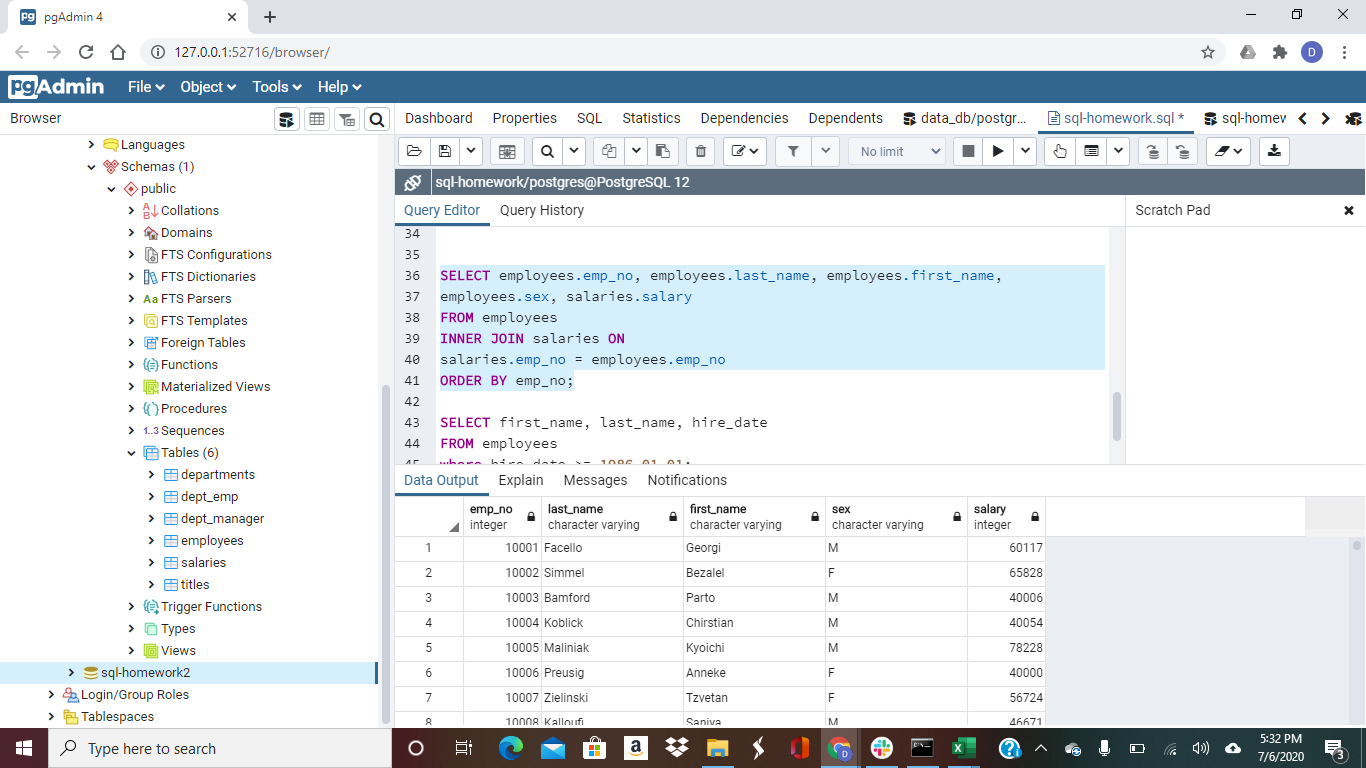 pgAdmin 4
127.0.0.1:52716/browser/
D
pgAdmin File Object Tools Help
Browser
Dashboard Properties SQL Statistics Dependencies Dependents data_db/postgr... sql-homework.sql * sql-homew
No limit
sql-homework/postgres@PostgreSQL 12
Query Editor Query History
Scratch Pad
Languages
Schemas (1)
public
Collations
Domains
FTS Configurations
FTS Dictionaries
Aa FTS Parsers
FTS Templates
Foreign Tables
Functions
Materialized Views
Procedures
1..3 Sequences
Tables (6)
departments
dept_emp
dept_manager
employees
salaries
titles
Trigger Functions
Types
Views
sql-homework2
Login/Group Roles
Tablespaces
34
35
36 SELECT employees.emp_no, employees.last_name, employees.first_name,
37 employees.sex, salaries.salary
38 FROM employees
39 INNER JOIN salaries ON
40 salaries.emp_no = employees.emp_no
41 ORDER BY emp_no;
42
43 SELECT first_name, last_name, hire_date
44 FROM employees
45 where hire_date >= 1986-01-01;
Data Output Explain Messages Notifications
emp_no last_name first_name sex salary
integer character varying character varying character varying integer
1 10001 Facello Georgi M 60117
2 10002 Simmel Bezalel F 65828
3 10003 Bamford Parto M 40006
4 10004 Koblick Chirstian M 40054
5 10005 Maliniak Kyoichi M 78228
6 10006 Preusig Anneke F 40000
7 10007 Zielinski Tzvetan F 56724
8 10008 Kalloufi Saniya M 46671
Type here to search
5:32 PM
7/6/2020
3